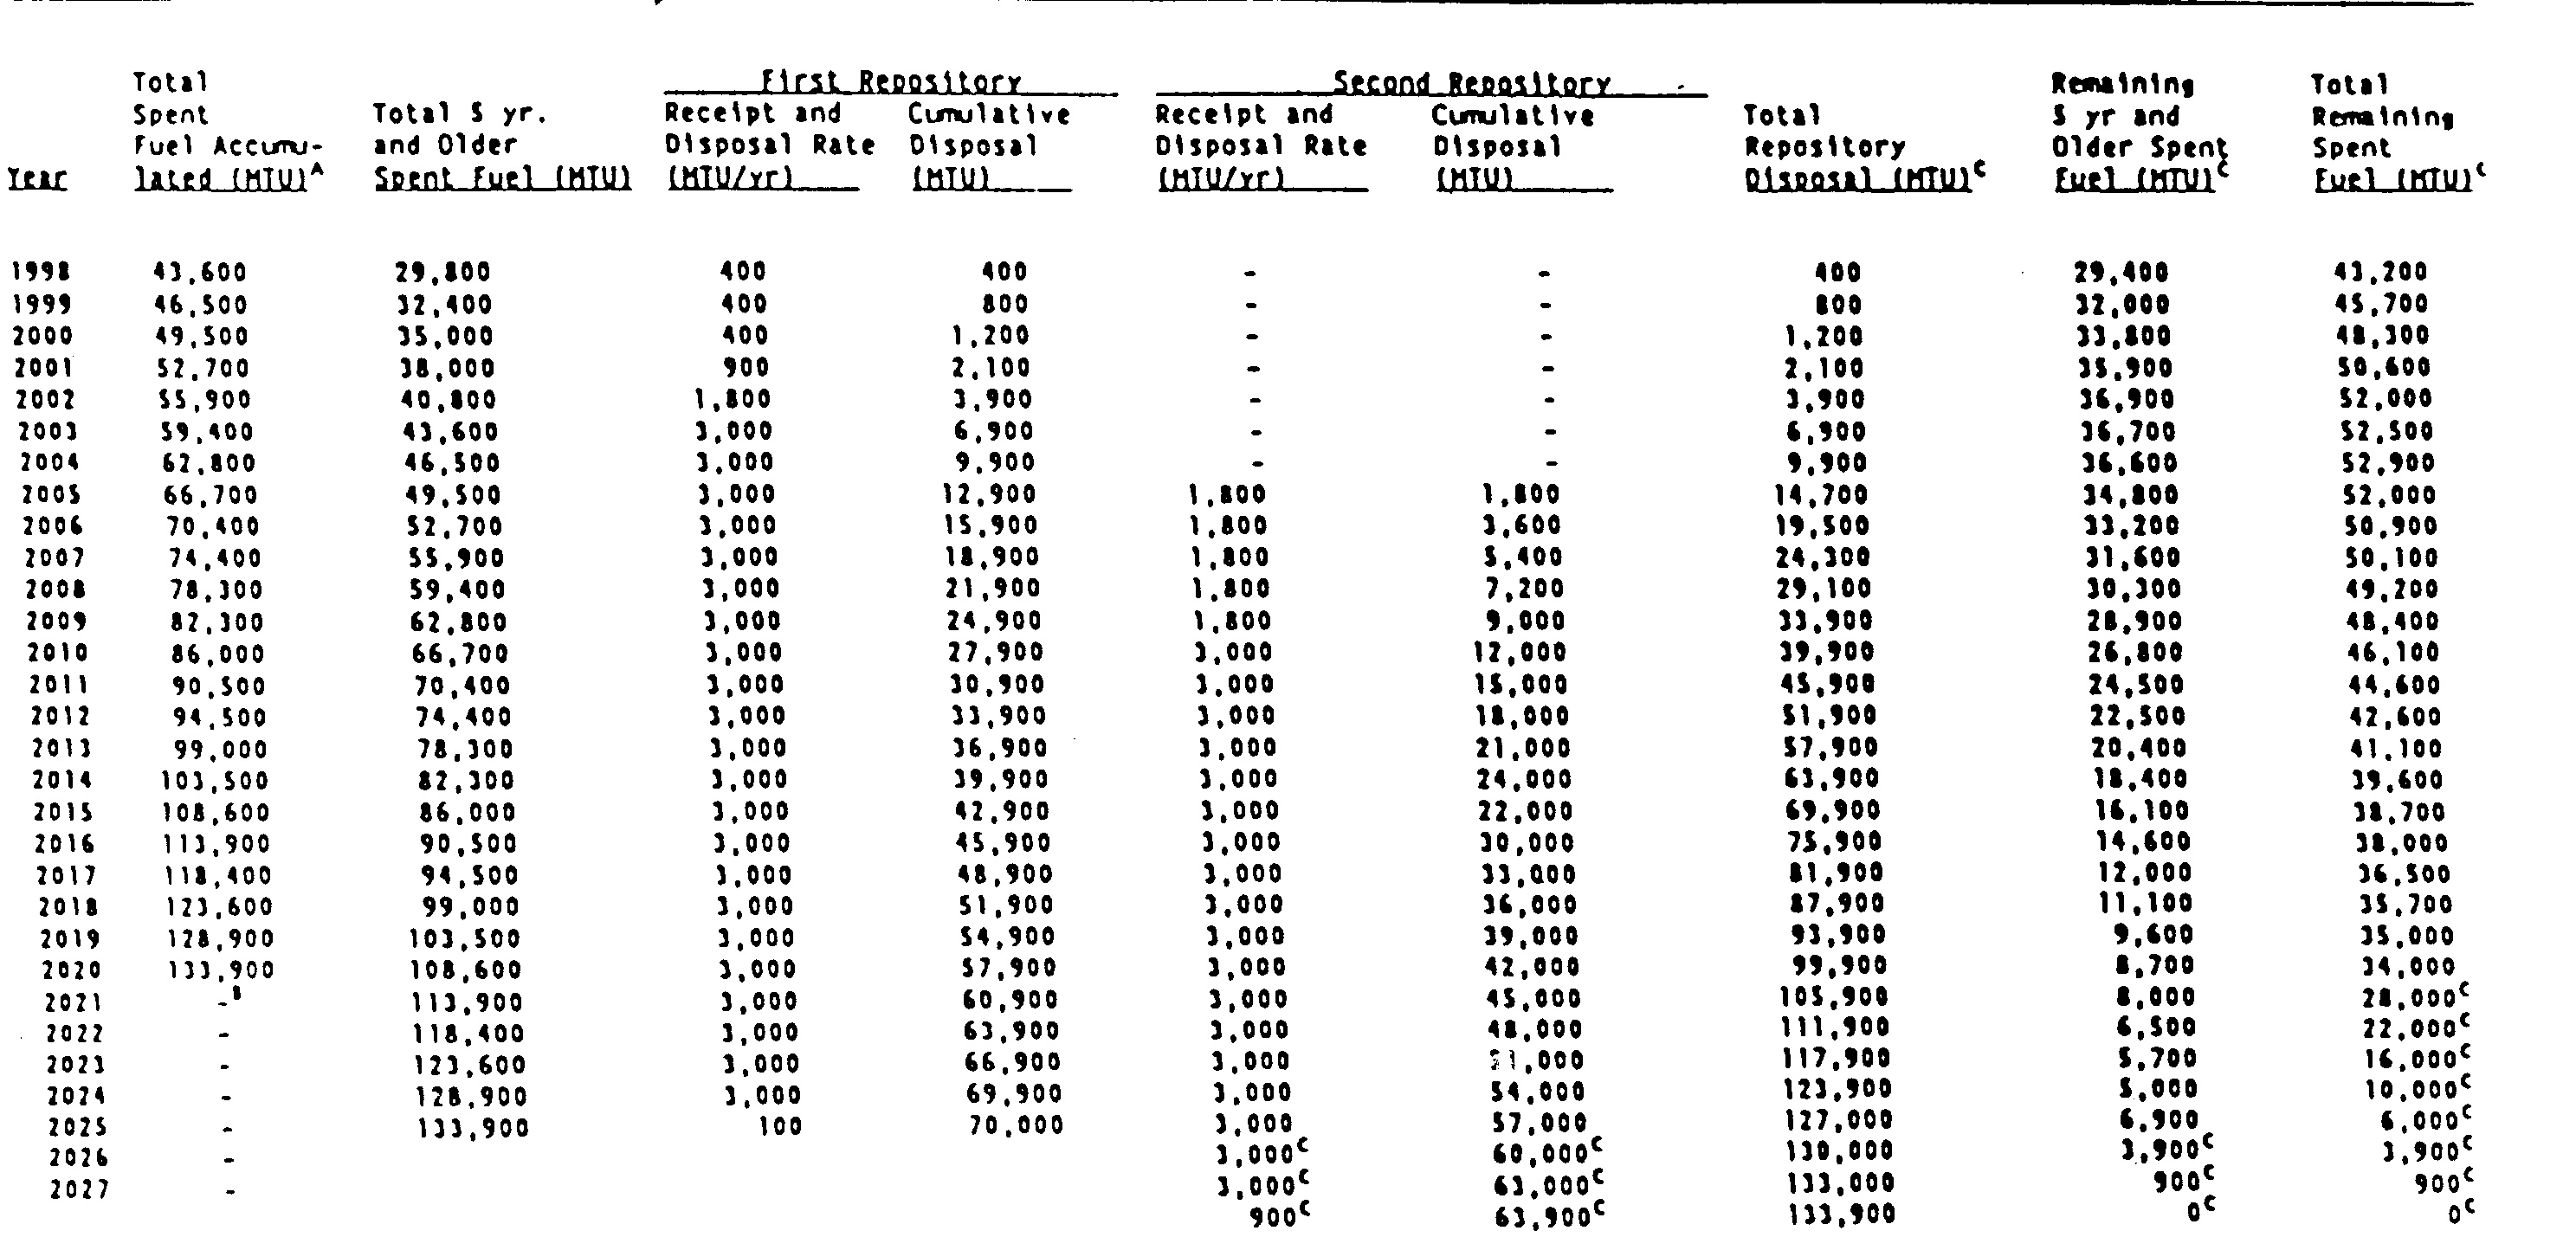 Total First Repository Second Repository Remaining Total
Spent Total 5 yr. Receipt and Cumulative Receipt and Cumulative Total 5 yr and Remaining
Fuel Accumu- and Older Disposal Rate Disposal Disposal Rate Disposal Repository Older Spent Spent
Year lated (MTU)A Spent Fuel (MTU) (MTU/yr) (MTU) (MTU/yr) (MTU) Disposal (MTU)C Fuel (MTU)C Fuel (MTU)C
1998 43,600 29,800 400 400 - - 400 29,400 43,200
1999 46,500 32,400 400 800 - - 800 32,000 45,700
2000 49,500 35,000 400 1,200 - - 1,200 33,800 48,300
2001 52,700 38,000 900 2,100 - - 2,100 35,900 50,600
2002 55,900 40,800 1,800 3,900 - - 3,900 36,900 52,000
2003 59,400 43,600 3,000 6,900 - - 6,900 36,700 52,500
2004 62,800 46,500 3,000 9,900 - - 9,900 36,600 52,900
2005 66,700 49,500 3,000 12,900 1,800 1,800 14,700 34,800 52,000
2006 70,400 52,700 3,000 15,900 1,800 3,600 19,500 33,200 50,900
2007 74,400 55,900 3,000 18,900 1,800 5,400 24,300 31,600 50,100
2008 78,300 59,400 3,000 21,900 1,800 7,200 29,100 30,300 49,200
2009 82,300 62,800 3,000 24,900 1,800 9,000 33,900 28,900 48,400
2010 86,000 66,700 3,000 27,900 3,000 12,000 39,900 26,800 46,100
2011 90,500 70,400 3,000 30,900 3,000 15,000 45,900 24,500 44,600
2012 94,500 74,400 3,000 33,900 3,000 18,000 51,900 22,500 42,600
2013 99,000 78,300 3,000 36,900 3,000 21,000 57,900 20,400 41,100
2014 103,500 82,300 3,000 39,900 3,000 24,000 63,900 18,400 39,600
2015 108,600 86,000 3,000 42,900 3,000 22,000 69,900 16,100 38,700
2016 113,900 90,500 3,000 45,900 3,000 30,000 75,900 14,600 38,000
2017 118,400 94,500 3,000 48,900 3,000 33,000 81,900 12,000 36,500
2018 123,600 99,000 3,000 51,900 3,000 36,000 87,900 11,100 35,700
2019 128,900 103,500 3,000 54,900 3,000 39,000 93,900 9,600 35,000
2020 133,900 108,600 3,000 57,900 3,000 42,000 99,900 8,700 34,000
2021 -B 113,900 3,000 60,900 3,000 45,000 105,900 8,000 28,000C
2022 - 118,400 3,000 63,900 3,000 48,000 111,900 6,500 22,000C
2023 - 123,600 3,000 66,900 3,000 51,000 117,900 5,700 16,000C
2024 - 128,900 3,000 69,900 3,000 54,000 123,900 5,000 10,000C
2025 - 133,900 100 70,000 3,000 57,000 127,000 6,900 6,000C
2026 - 3,000C 60,000C 130,000 3,900C 3,900C
2027 - 3,000C 63,000C 133,000 900C 900C
900C 63,900C 133,900 0C 0C